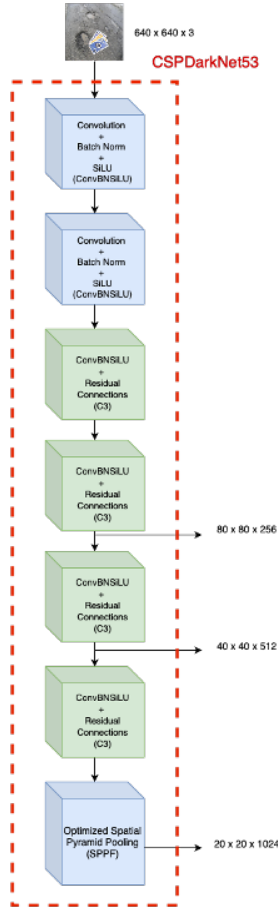 640 x 640 x 3
CSPDarkNet53
Convolution
+
Batch Norm
+
SiLU
(ConvBNSiLU)
Convolution
+
Batch Norm
+
SiLU
(ConvBNSiLU)
ConvBNSiLU
+
Residual
Connections
(C3)
ConvBNSiLU
+
Residual
Connections
(C3)
80 x 80 x 256
ConvBNSiLU
+
Residual
Connections
(C3)
40 x 40 x 512
ConvBNSiLU
+
Residual
Connections
(C3)
Optimized Spatial
Pyramid Pooling
(SPPF)
20 x 20 x 1024